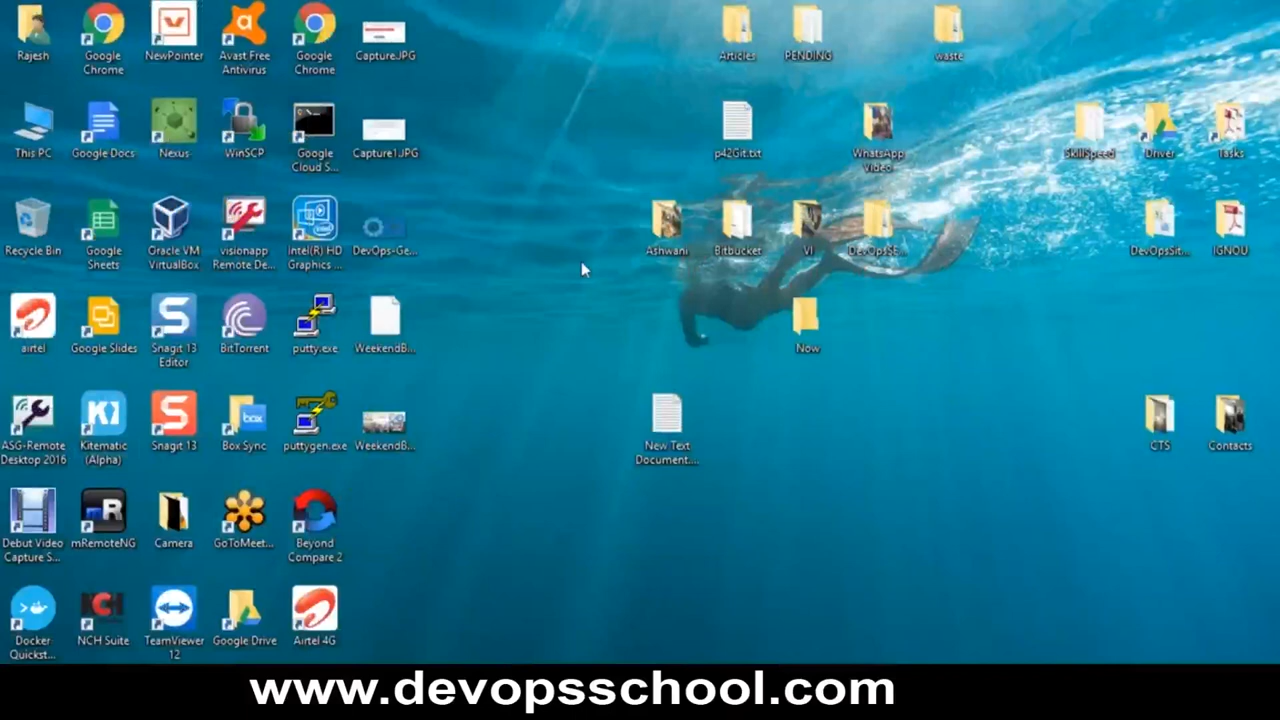 Rajesh
Google
Chrome
NewPointer
Avast Free
Antivirus
Google
Chrome
Capture.JPG
Articles
PENDING
waste
This PC
Google Docs
Nexus
WinSCP
Google
Cloud S...
Capture1.JPG
p42Git.txt
WhatsApp
Video
SkillSpeed
Driver
Tasks
Recycle Bin
Google
Sheets
Oracle VM
VirtualBox
visionapp
Remote De...
Intel(R) HD
Graphics ...
DevOps-Ge...
Ashwani
Bitbucket
VI
DevOpsSE...
DevOpsSit...
IGNOU
airtel
Google Slides
Snagit 13
Editor
BitTorrent
putty.exe
WeekendB...
Now
ASG-Remote
Desktop 2016
Kitematic
(Alpha)
Snagit 13
box
Box Sync
puttygen.exe
WeekendB...
New Text
Document....
CTS
Contacts
Debut Video
Capture S...
mRemoteNG
Camera
GoToMeet...
Beyond
Compare 2
Docker
Quickst...
NCH
NCH Suite
TeamViewer
12
Google Drive
Airtel 4G
www.devopsschool.com